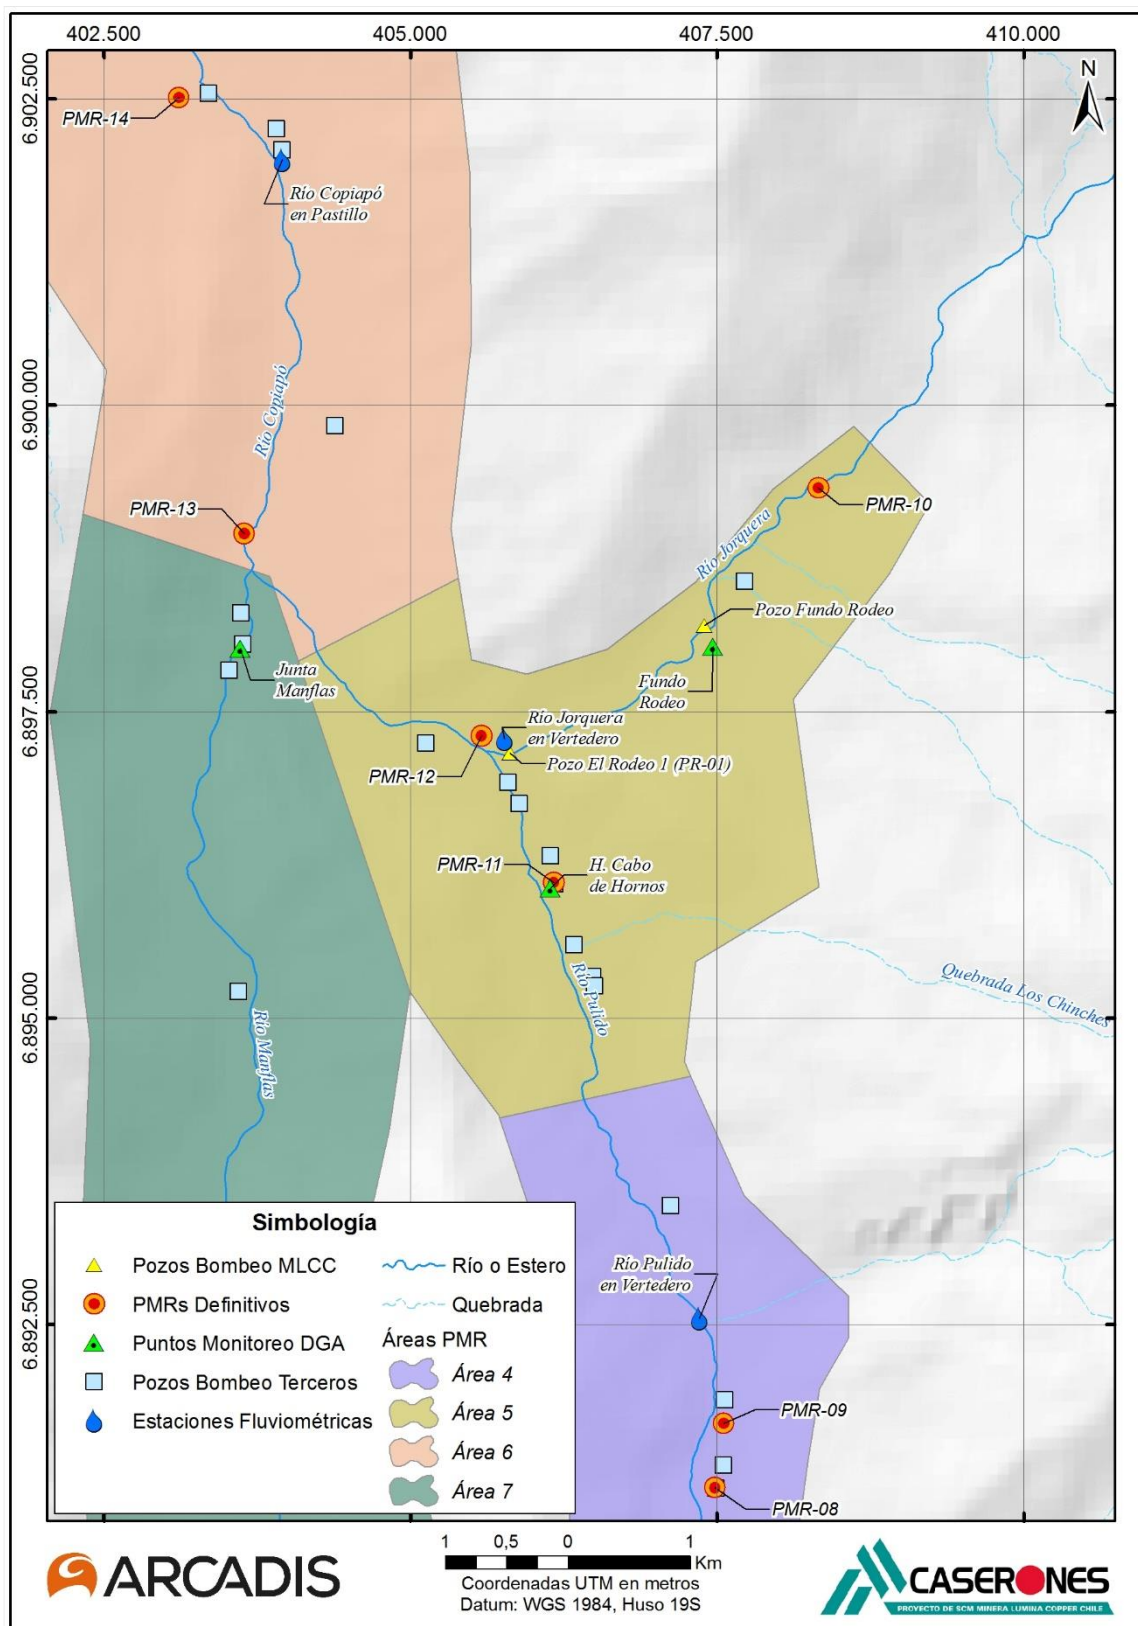 402.500
405.000
407.500
410.000
6.902.500
6.900.000
6.897.500
6.895.000
6.892.500
N
PMR-14
Río Copiapó
en Pastillo
Río Copiapó
PMR-13
PMR-10
Río Jorquera
Pozo Fundo Rodeo
Junta
Manflas
Fundo
Rodeo
Río Jorquera
en Vertedero
Pozo El Rodeo 1 (PR-01)
PMR-12
PMR-11
H. Cabo
de Hornos
Quebrada Los Chinches
Río Pulido
Río Manflas
Río Pulido
en Vertedero
PMR-09
PMR-08
Simbología
Pozos Bombeo MLCC
PMRs Definitivos
Puntos Monitoreo DGA
Pozos Bombeo Terceros
Estaciones Fluviométricas
Río o Estero
Quebrada
Áreas PMR
Área 4
Área 5
Área 6
Área 7
ARCADIS
1 0,5 0 1
Km
Coordenadas UTM en metros
Datum: WGS 1984, Huso 19S
CASERONES
PROYECTO DE SCM MINERA LUMINA COPPER CHILE